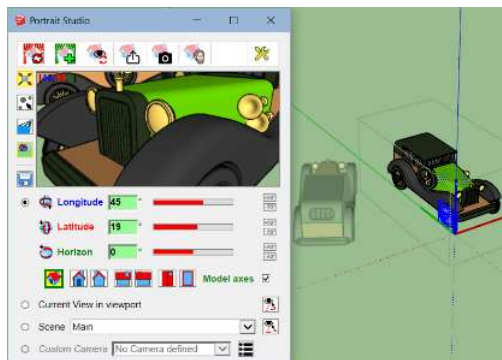 Portrait Studio
Longitude 45 °
Latitude 19 °
Horizon 0 °
Model axes
Current View in viewport
Scene Main
Custom Camera No Camera defined